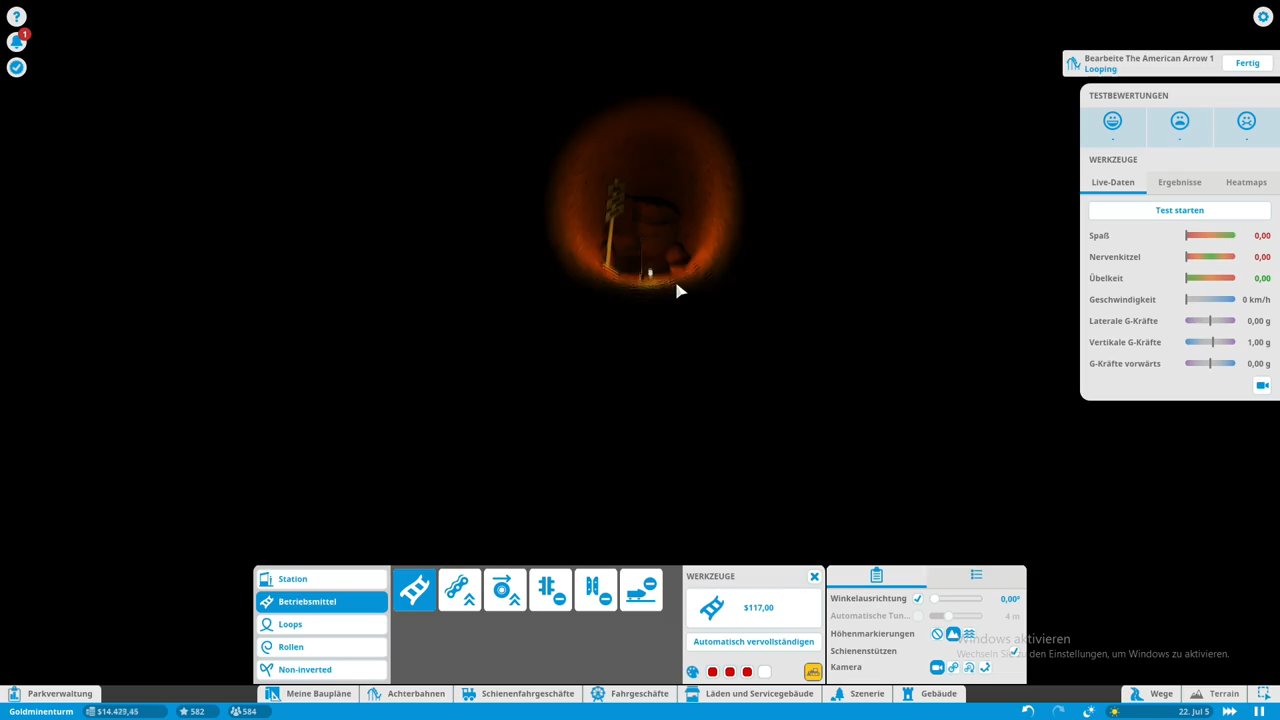 ?
1
Bearbeite The American Arrow 1
Looping
Fertig
TESTBEWERTUNGEN
- - -
WERKZEUGE
Live-Daten Ergebnisse Heatmaps
Test starten
Spaß 0,00
Nervenkitzel 0,00
Übelkeit 0,00
Geschwindigkeit 0 km/h
Laterale G-Kräfte 0,00 g
Vertikale G-Kräfte 1,00 g
G-Kräfte vorwärts 0,00 g
Station
Betriebsmittel
Loops
Rollen
Non-inverted
WERKZEUGE
$117,00
Automatisch vervollständigen
Winkelausrichtung 0,00°
Automatische Tun... 4 m
Höhenmarkierungen
Schienenstützen
Kamera
Windows aktivieren
Wechseln Sie zu den Einstellungen, um Windows zu aktivieren.
Parkverwaltung Meine Baupläne Achterbahnen Schienenfahrgeschäfte Fahrgeschäfte Läden und Servicegebäude Szenerie Gebäude Wege Terrain
Goldminenturm $14.429,45 582 584 22. Jul 5